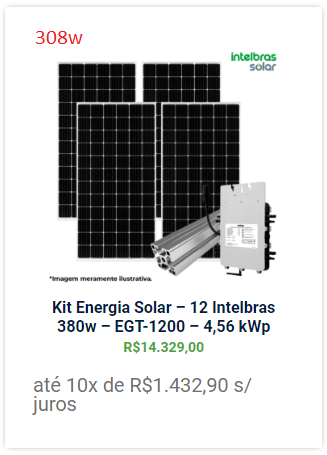 308w
intelbras
solar
*Imagem meramente ilustrativa.
Kit Energia Solar – 12 Intelbras
380w – EGT-1200 – 4,56 kWp
R$14.329,00
até 10x de R$1.432,90 s/
juros